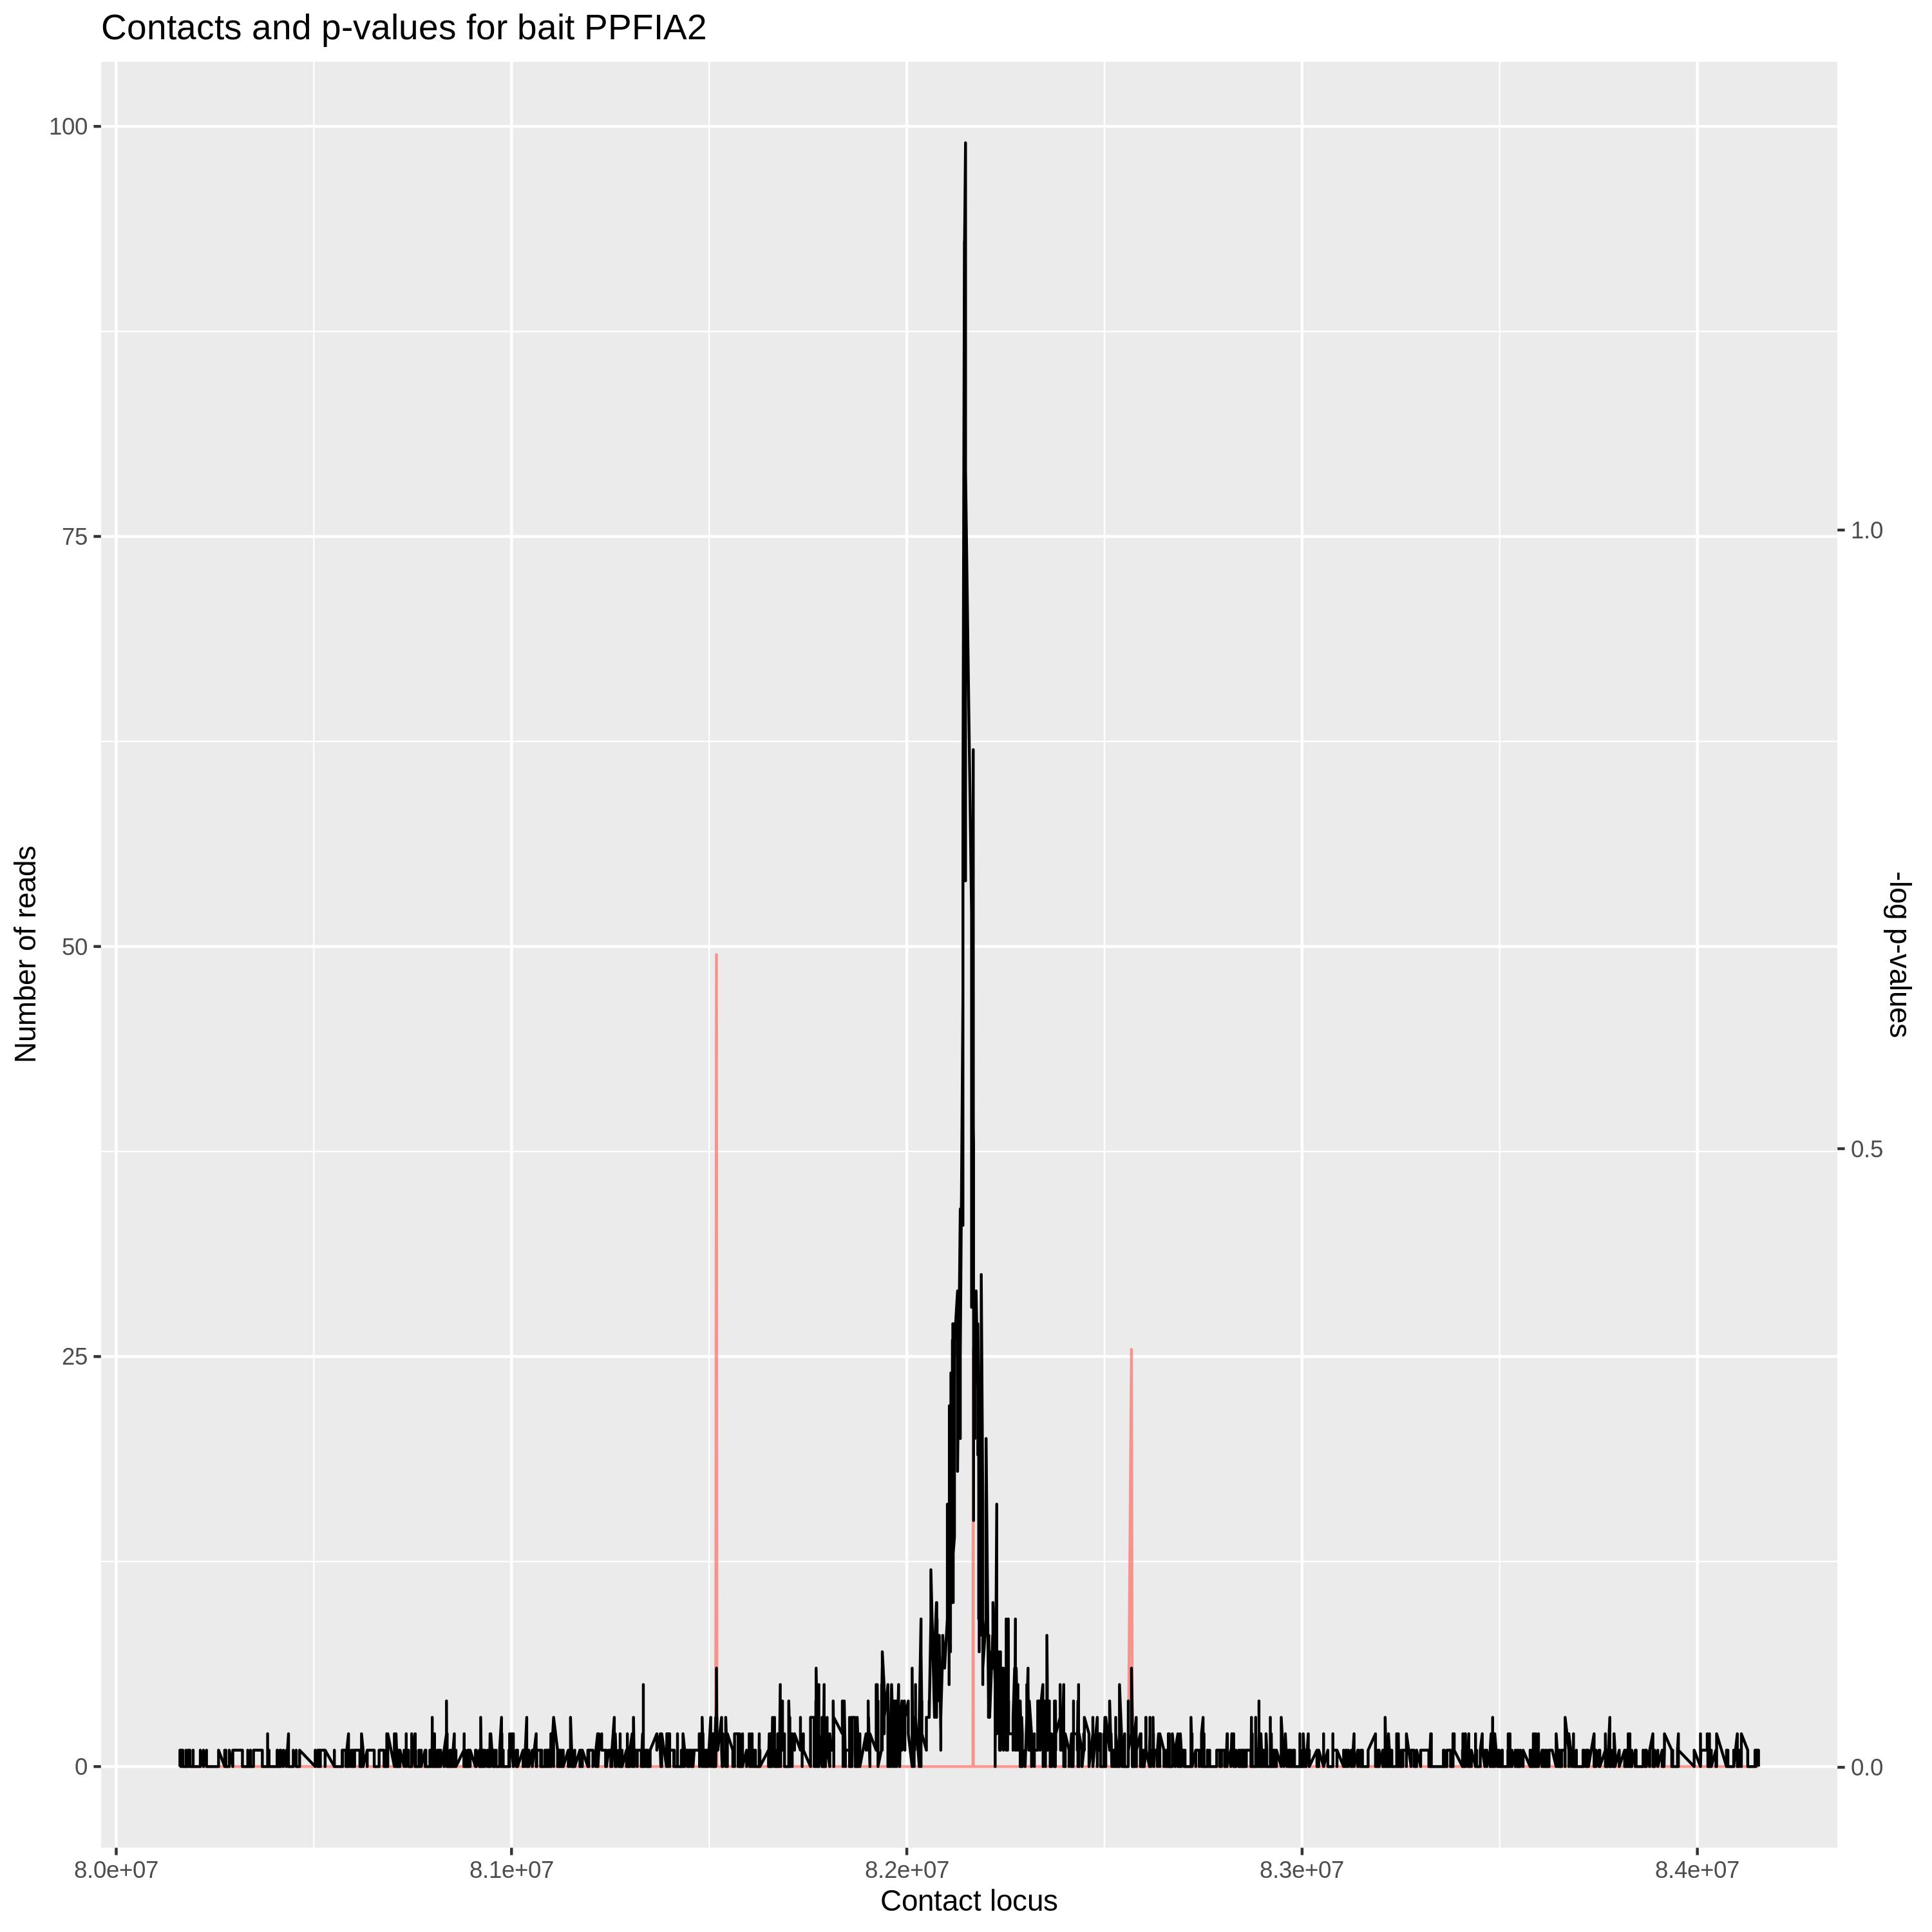 Contacts and p-values for bait PPFIA2
100
75
50
25
0
Number of reads
1.0
0.5
0.0
-log p-values
8.0e+07
8.1e+07
8.2e+07
8.3e+07
8.4e+07
Contact locus